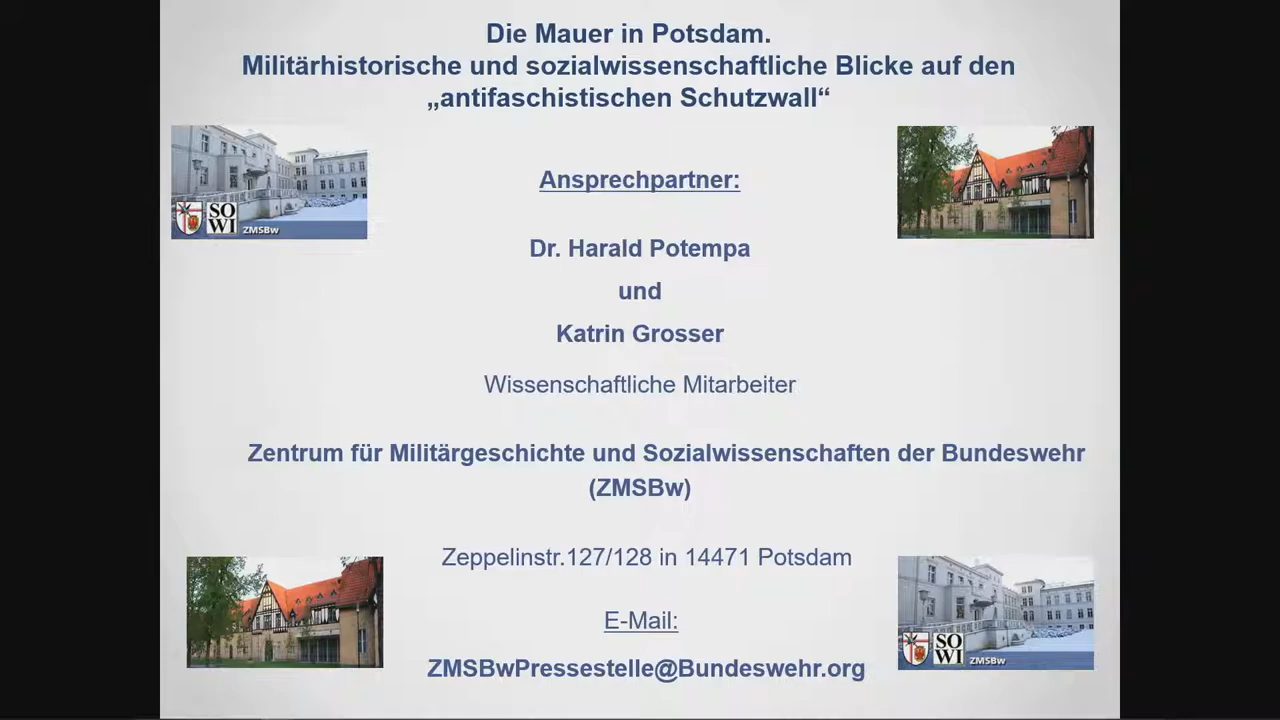 Die Mauer in Potsdam.
Militärhistorische und sozialwissenschaftliche Blicke auf den
„antifaschistischen Schutzwall“
SO
WI
ZMSBw
Ansprechpartner:
Dr. Harald Potempa
und
Katrin Grosser
Wissenschaftliche Mitarbeiter
Zentrum für Militärgeschichte und Sozialwissenschaften der Bundeswehr
(ZMSBw)
Zeppelinstr.127/128 in 14471 Potsdam
E-Mail:
ZMSBwPressestelle@Bundeswehr.org
SO
WI
ZMSBw